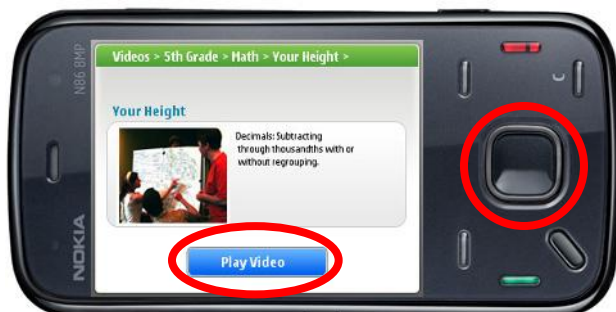 N86 8MP
NOKIA
Videos > 5th Grade > Math > Your Height >
Your Height
Decimals: Subtracting
through thousandths with or
without regrouping.
Play Video